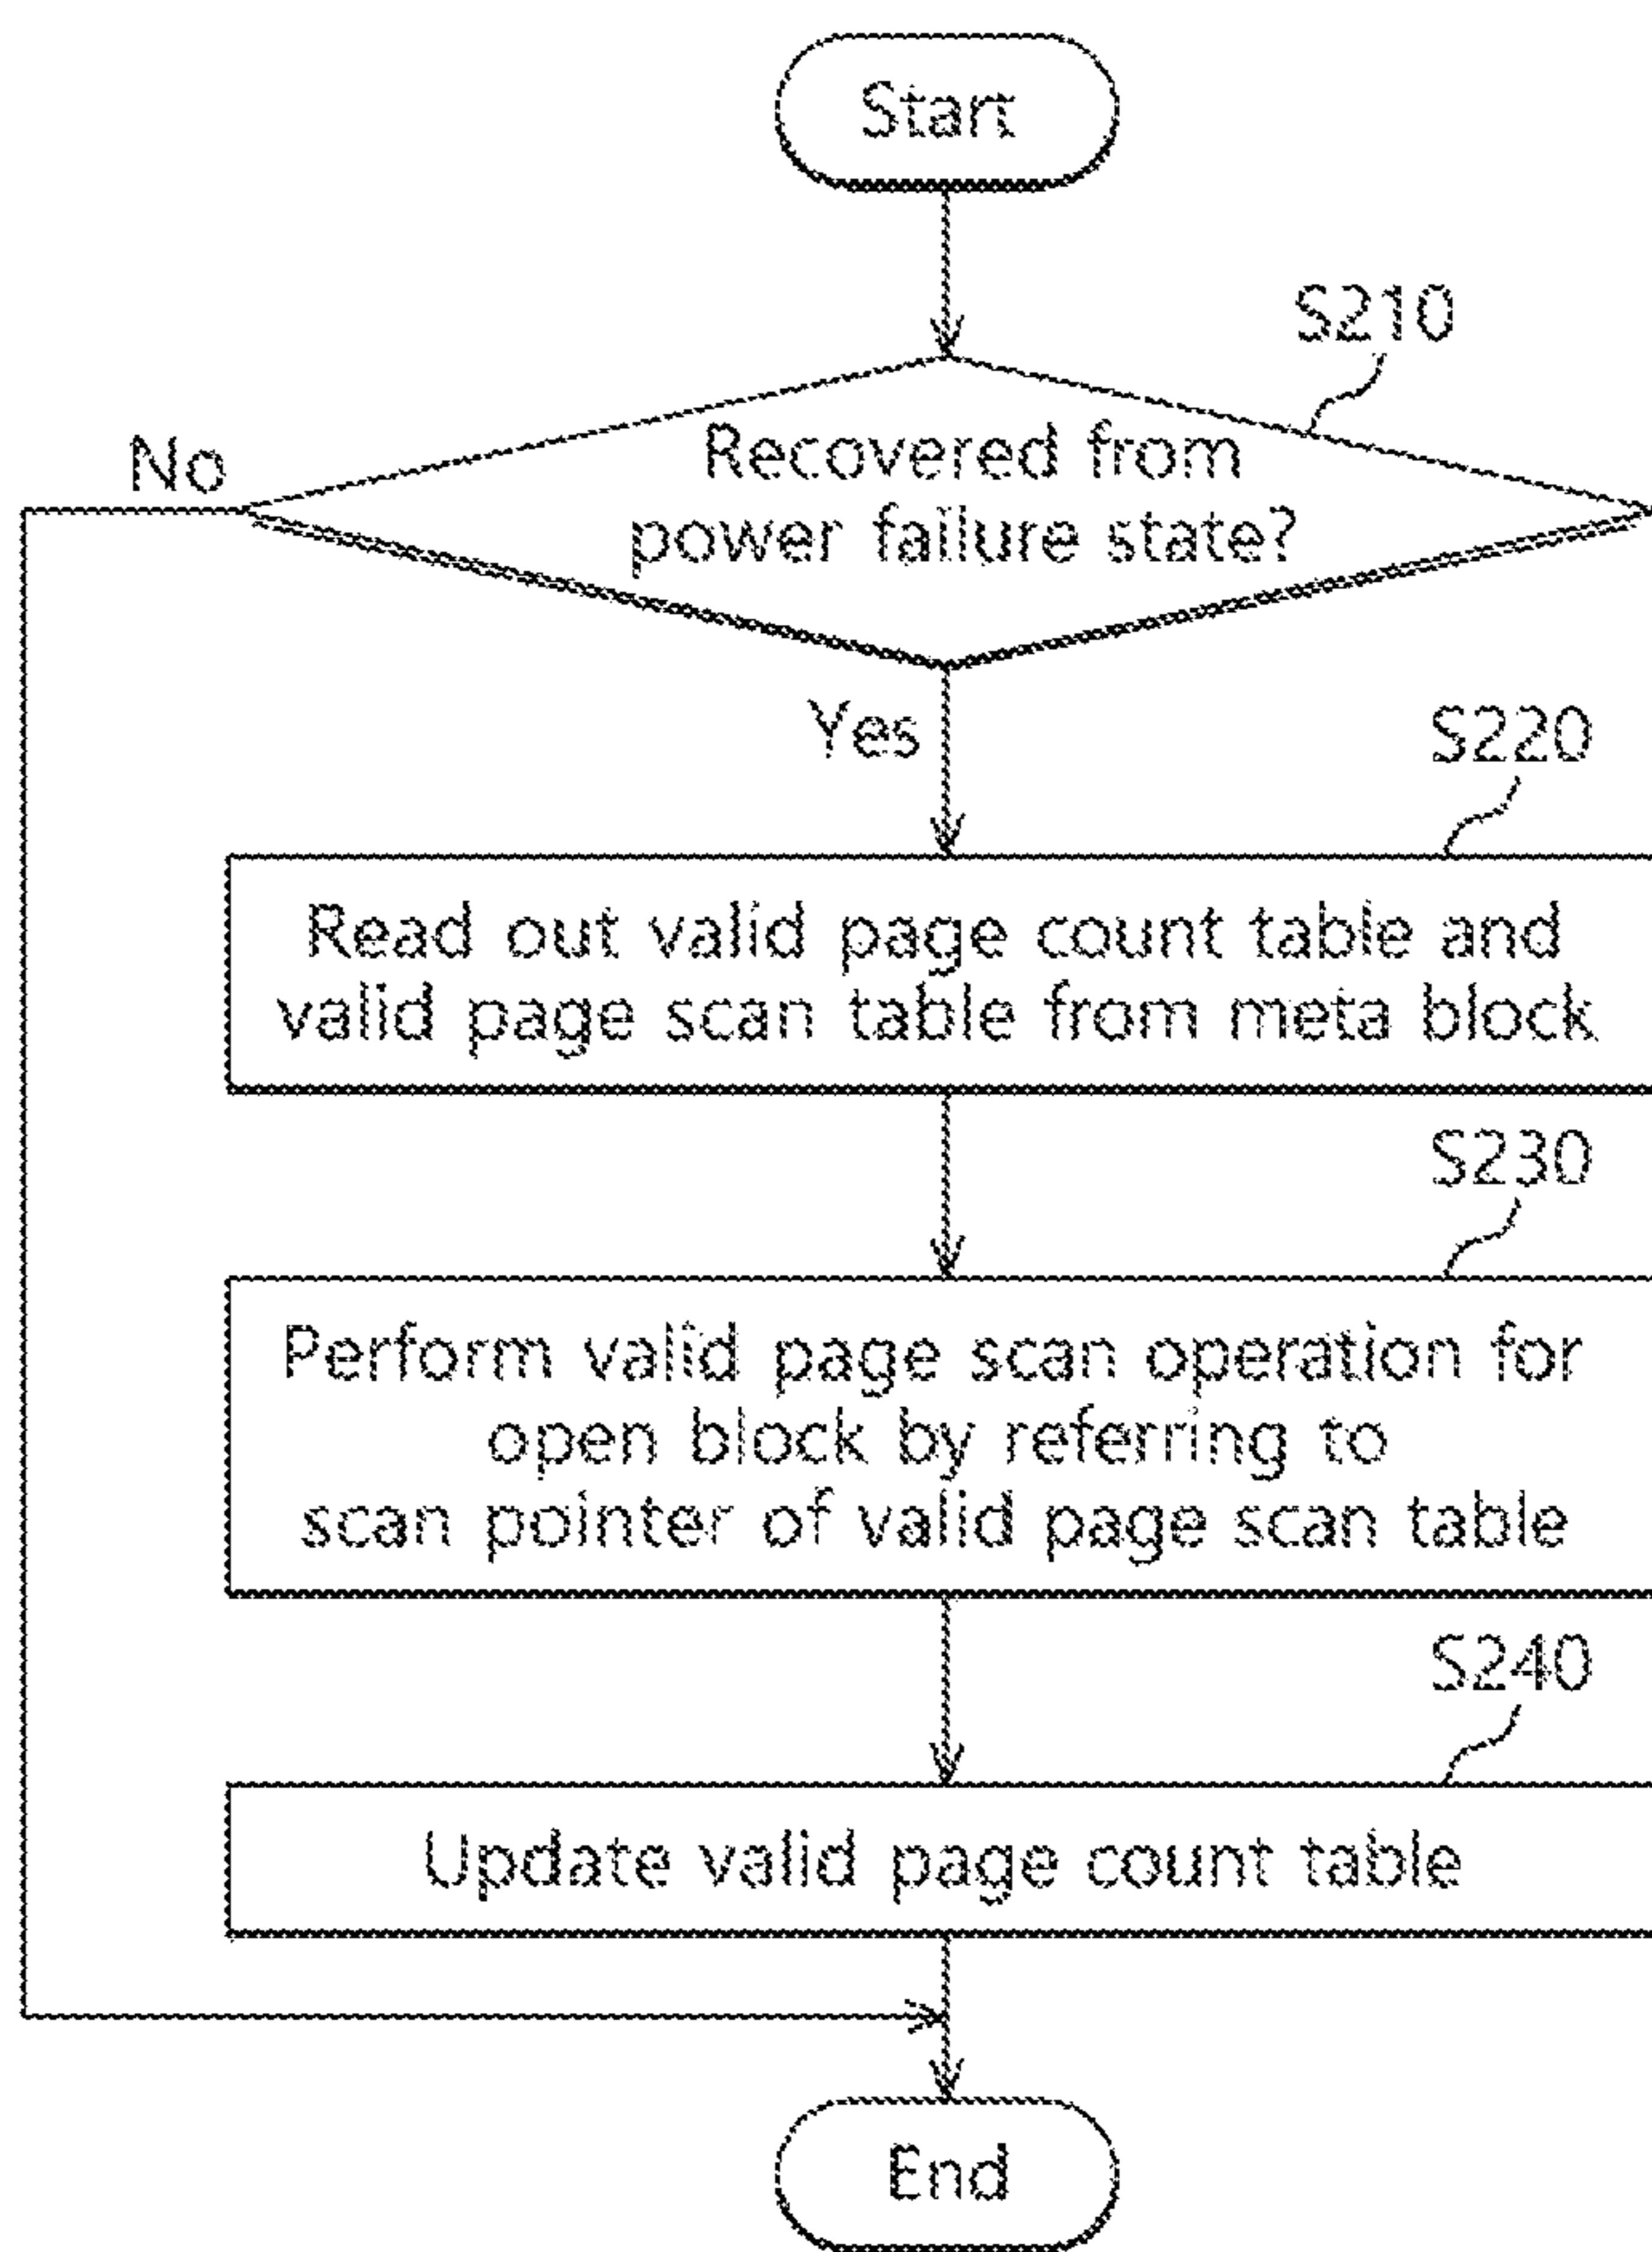 Start
S210
Recovered from
power failure state?
No
Yes
S220
Read out valid page count table and
valid page scan table from meta block
S230
Perform valid page scan operation for
open block by referring to
scan pointer of valid page scan table
S240
Update valid page count table
End